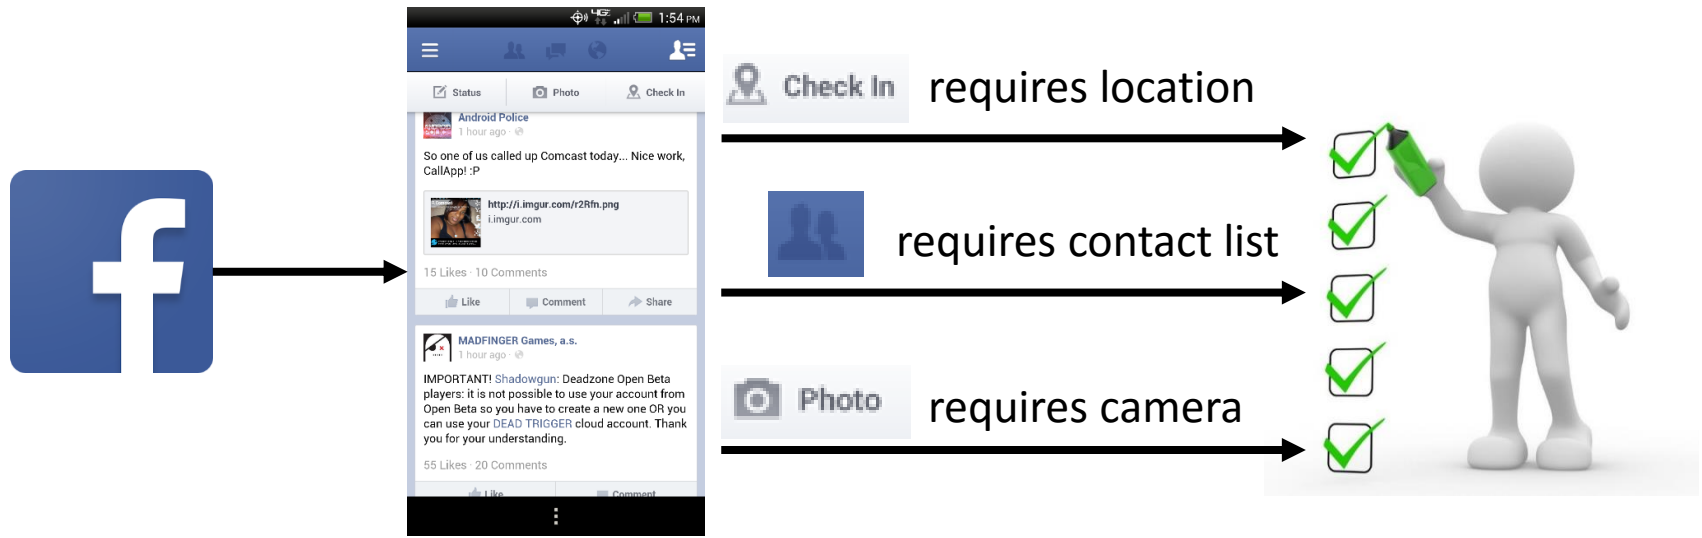 4G 1:54 PM
Status Photo Check In
Android Police
1 hour ago ·
So one of us called up Comcast today... Nice work,
CallApp! :P
http://i.imgur.com/r2Rfn.png
i.imgur.com
15 Likes · 10 Comments
Like Comment Share
MADFINGER Games, a.s.
1 hour ago ·
IMPORTANT! Shadowgun: Deadzone Open Beta
players: it is not possible to use your account from
Open Beta so you have to create a new one OR you
can use your DEAD TRIGGER cloud account. Thank
you for your understanding.
55 Likes · 20 Comments
Like Comment
Check In requires location
requires contact list
Photo requires camera